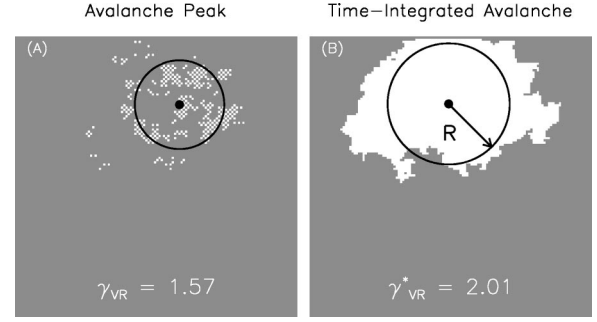 Avalanche Peak
Time-Integrated Avalanche
(A)
(B)
R
γVR = 1.57
γ*VR = 2.01